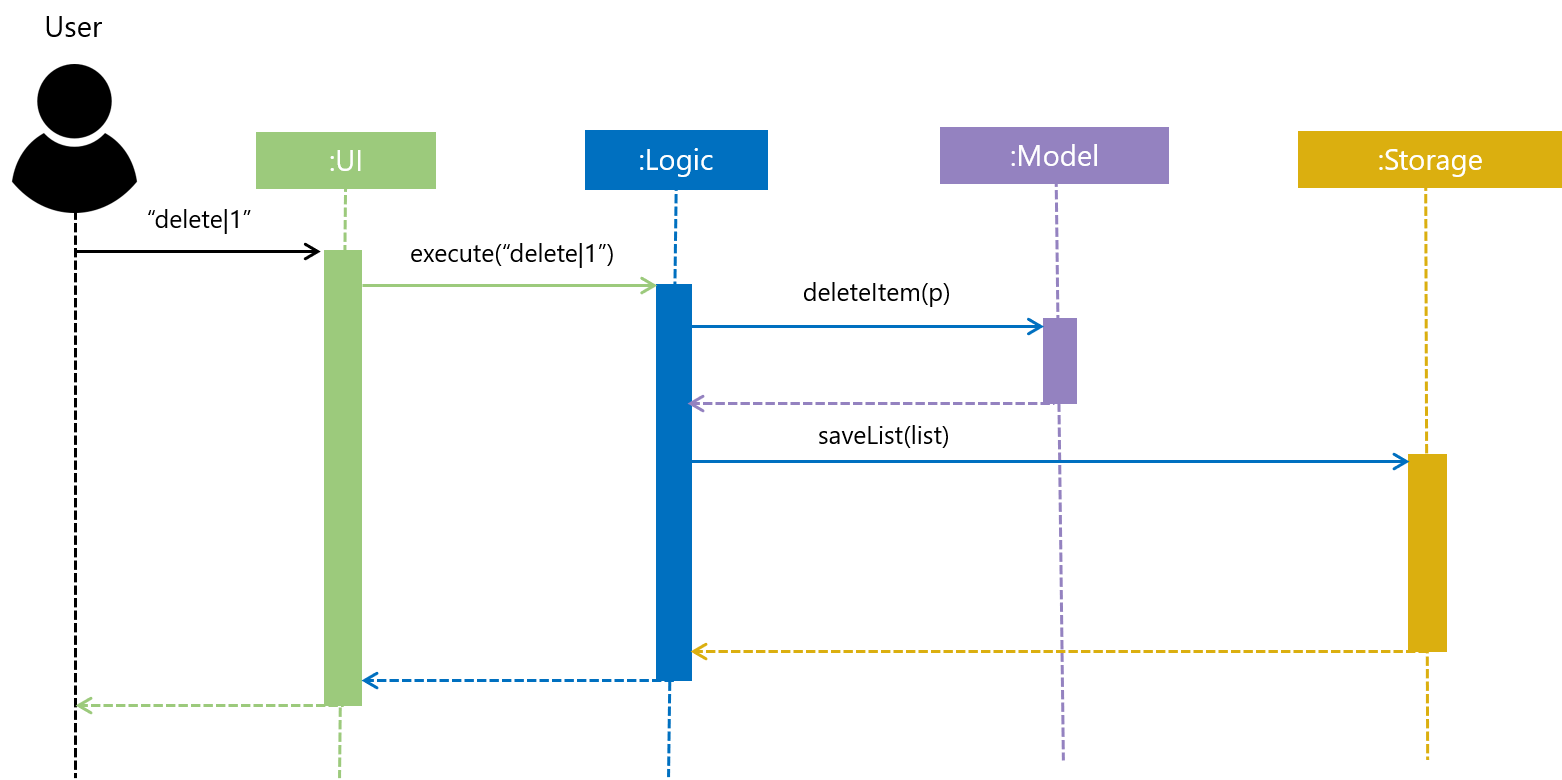 User
:UI
:Logic
:Model
:Storage
“delete|1”
execute(“delete|1”)
deleteItem(p)
saveList(list)